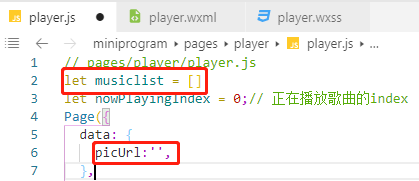 player.js player.wxml player.wxss
miniprogram > pages > player > player.js > ...
1 // pages/player/player.js
2 let musiclist = []
3 let nowPlayingIndex = 0;// 正在播放歌曲的index
4 Page({
5 data: {
6 picUrl:'',
7 },